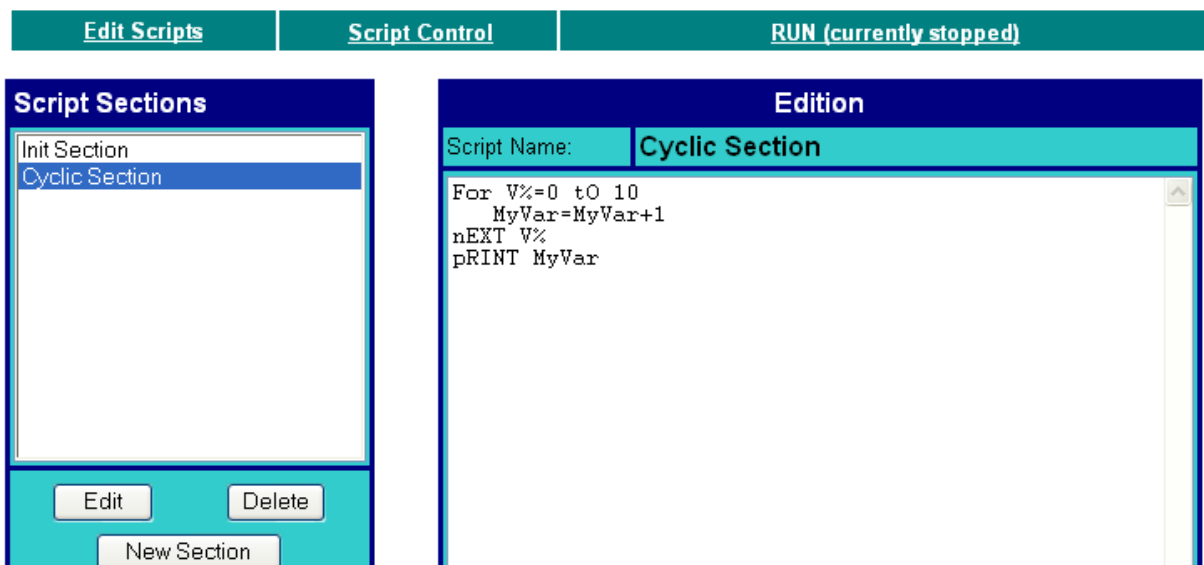 Edit Scripts
Script Control
RUN (currently stopped)
Script Sections
Init Section
Cyclic Section
Edit
Delete
New Section
Edition
Script Name:
Cyclic Section
For V%=0 tO 10
MyVar=MyVar+1
nEXT V%
pRINT MyVar